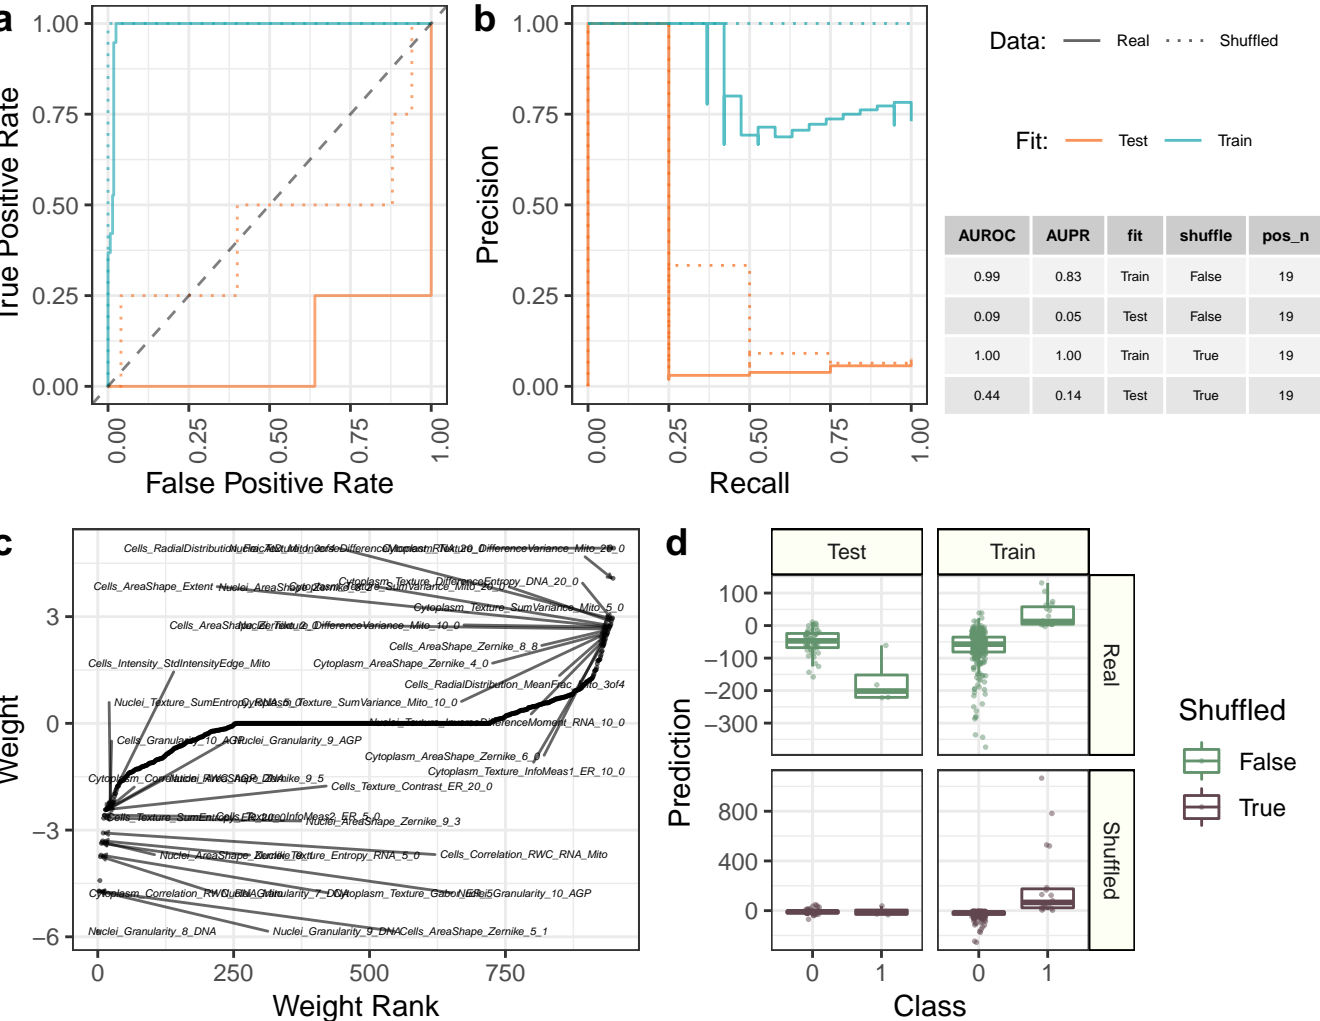 a
1.00
0.75
0.50
0.25
0.00
True Positive Rate
0.00
0.25
0.50
0.75
1.00
False Positive Rate
b
1.00
0.75
0.50
0.25
0.00
Precision
0.00
0.25
0.50
0.75
1.00
Recall
Data: Real Shuffled
Fit: Test Train
AUROC AUPR fit shuffle pos_n
0.99 0.83 Train False 19
0.09 0.05 Test False 19
1.00 1.00 Train True 19
0.44 0.14 Test True 19
c
Weight
3
0
−3
−6
Cells_AreaShape_Extent
Cytoplasm_Texture_DifferenceEntropy_DNA_20_0
Cytoplasm_Texture_SumVariance_Mito_5_0
Cells_AreaShape_Zernike_8_8
Cells_Intensity_StdIntensityEdge_Mito
Cytoplasm_AreaShape_Zernike_4_0
Cells_RadialDistribution_MeanFrac_Mito_3of4
Nuclei_Texture_InverseDifferenceMoment_RNA_10_0
Cells_Granularity_10_AGP
Nuclei_Granularity_9_AGP
Cytoplasm_AreaShape_Zernike_6_0
Cytoplasm_Texture_InfoMeas1_ER_10_0
Cells_Texture_Contrast_ER_20_0
Nuclei_AreaShape_Zernike_9_3
Cells_Correlation_RWC_RNA_Mito
Nuclei_Granularity_10_AGP
Nuclei_Granularity_8_DNA
Nuclei_Granularity_9_DNA
Cells_AreaShape_Zernike_5_1
0
250
500
750
Weight Rank
d
Test
Train
Real
Shuffled
100
0
−100
−200
−300
800
400
0
Prediction
0
1
0
1
Class
Shuffled
False
True